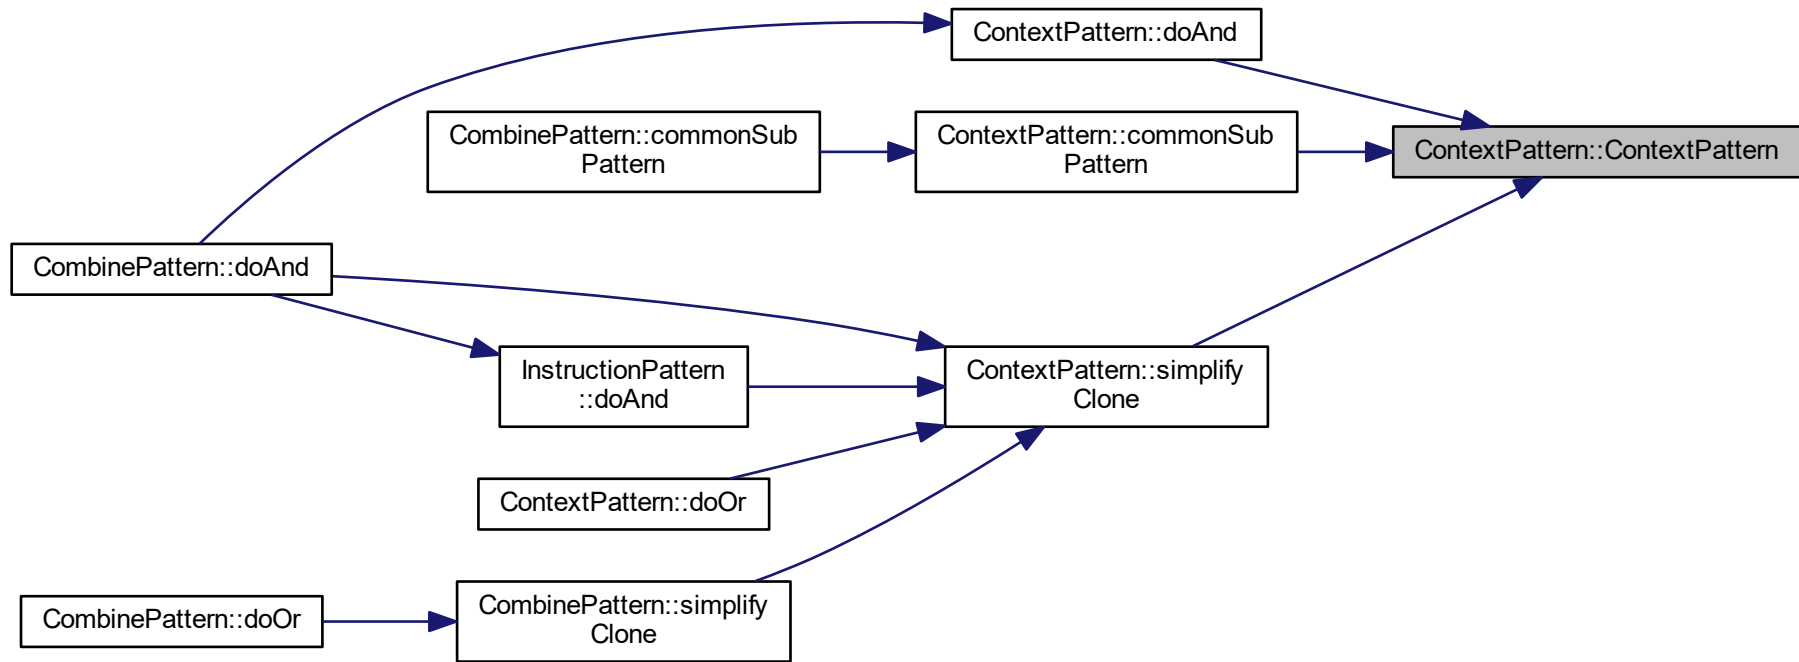 ContextPattern::doAnd
CombinePattern::commonSub
Pattern
ContextPattern::commonSub
Pattern
ContextPattern::ContextPattern
CombinePattern::doAnd
InstructionPattern
::doAnd
ContextPattern::simplify
Clone
ContextPattern::doOr
CombinePattern::doOr
CombinePattern::simplify
Clone